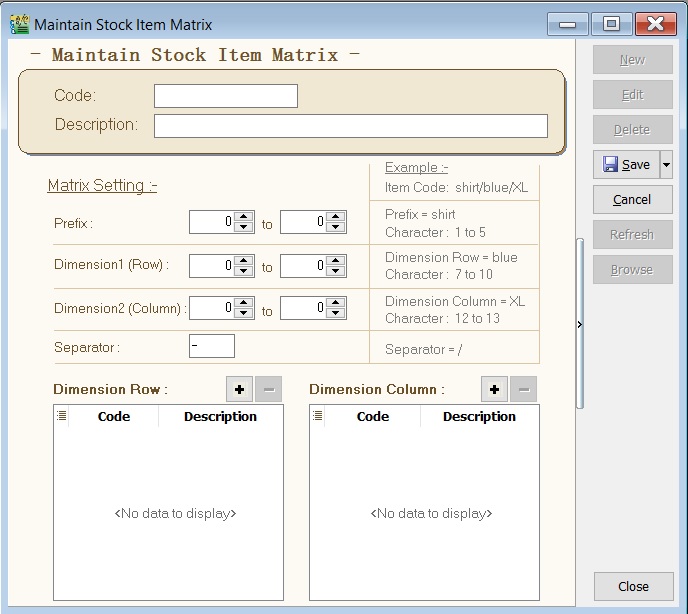 Maintain Stock Item Matrix
- Maintain Stock Item Matrix -
Code:
Description:
Matrix Setting :-
Example :-
Item Code: shirt/blue/XL
Prefix :
0 to 0
Prefix = shirt
Character : 1 to 5
Dimension1 (Row) :
0 to 0
Dimension Row = blue
Character : 7 to 10
Dimension2 (Column) :
0 to 0
Dimension Column = XL
Character : 12 to 13
Separator :
-
Separator = /
Dimension Row :
+ -
Code Description
<No data to display>
Dimension Column :
+ -
Code Description
<No data to display>
New
Edit
Delete
Save
Cancel
Refresh
Browse
Close